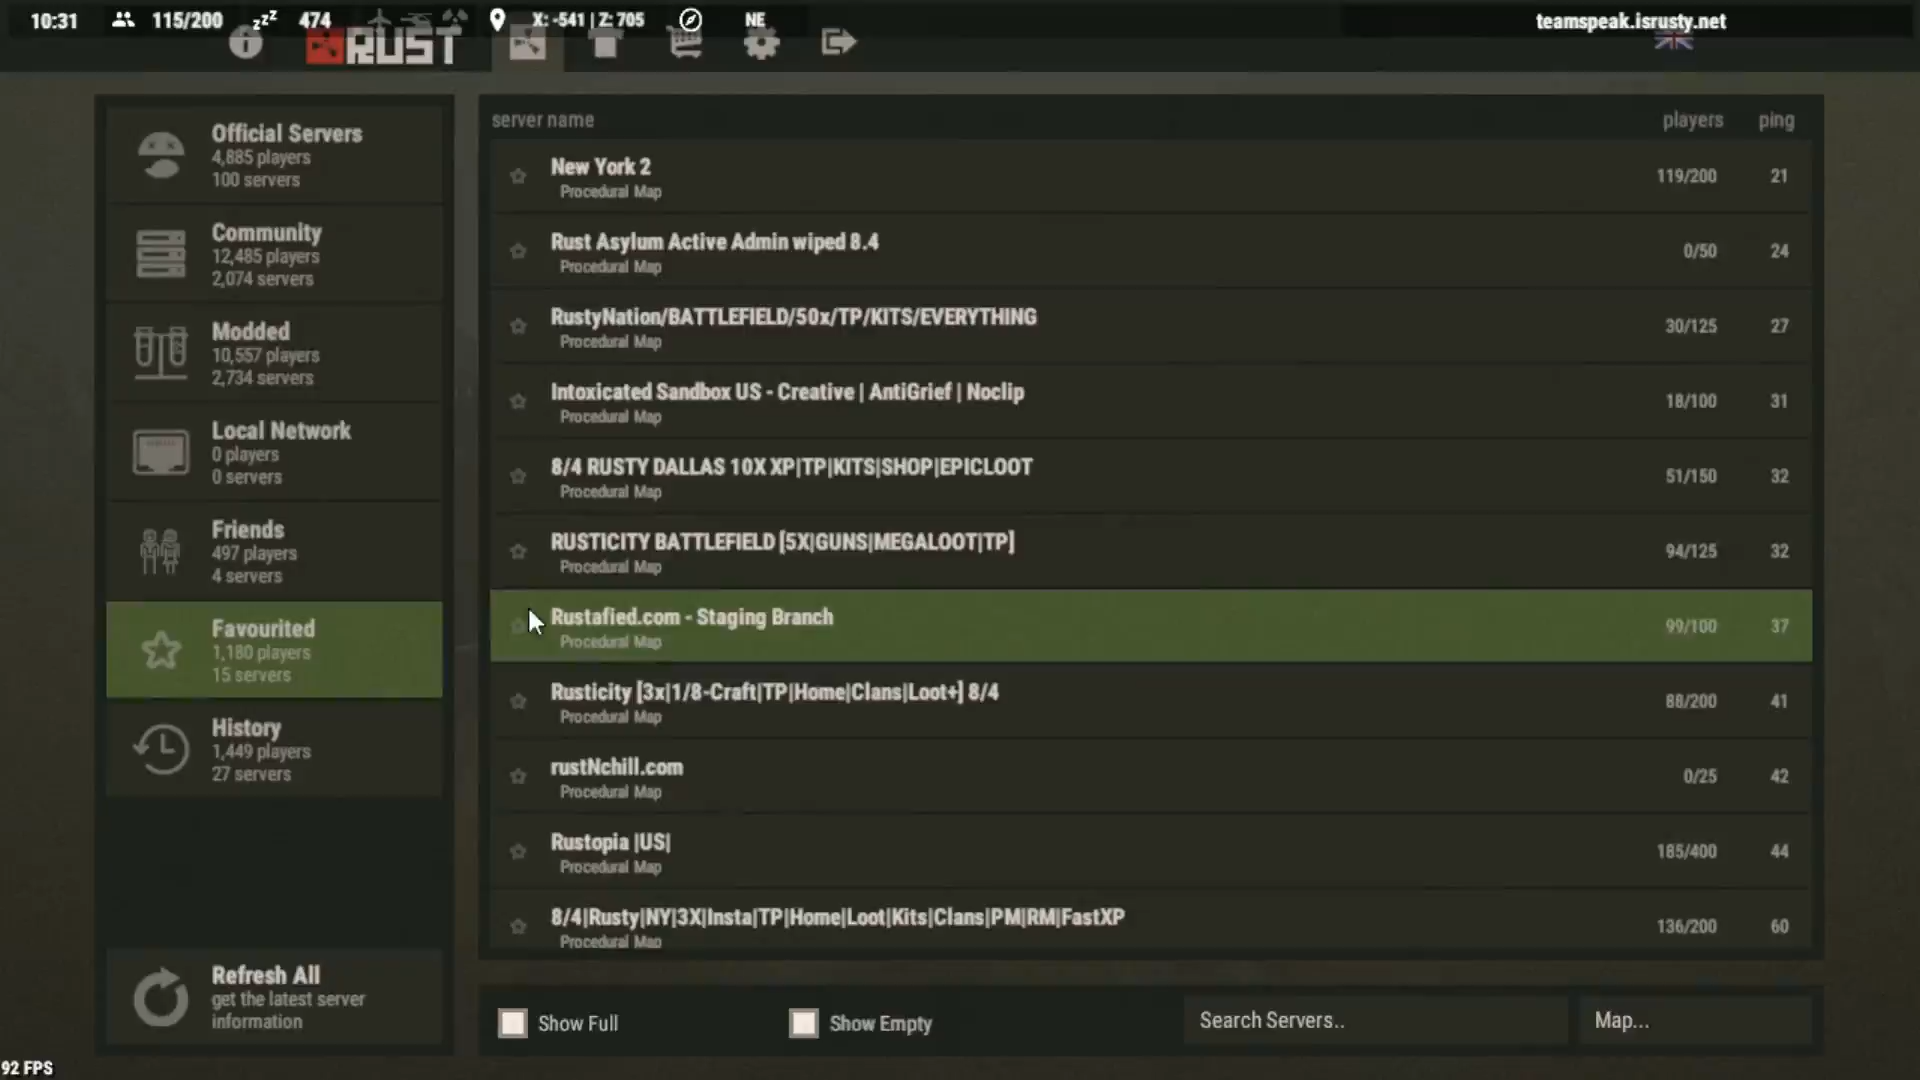 10:31 115/200 zzZ 474 X: -541 | Z: 705 NE teamspeak.isrusty.net
RUST
Official Servers
4,885 players
100 servers
Community
12,485 players
2,074 servers
Modded
10,557 players
2,734 servers
Local Network
0 players
0 servers
Friends
497 players
4 servers
Favourited
1,180 players
15 servers
History
1,449 players
27 servers
Refresh All
get the latest server
information
server name players ping
New York 2 119/200 21
Procedural Map
Rust Asylum Active Admin wiped 8.4 0/50 24
Procedural Map
RustyNation/BATTLEFIELD/50x/TP/KITS/EVERYTHING 30/125 27
Procedural Map
Intoxicated Sandbox US - Creative | AntiGrief | Noclip 18/100 31
Procedural Map
8/4 RUSTY DALLAS 10X XP|TP|KITS|SHOP|EPICLOOT 51/150 32
Procedural Map
RUSTICITY BATTLEFIELD [5X|GUNS|MEGALOOT|TP] 94/125 32
Procedural Map
Rustafied.com - Staging Branch 99/100 37
Procedural Map
Rusticity [3x|1/8-Craft|TP|Home|Clans|Loot+] 8/4 88/200 41
Procedural Map
rustNchill.com 0/25 42
Procedural Map
Rustopia |US| 185/400 44
Procedural Map
8/4|Rusty|NY|3X|Insta|TP|Home|Loot|Kits|Clans|PM|RM|FastXP 136/200 60
Procedural Map
Show Full Show Empty Search Servers.. Map...
92 FPS